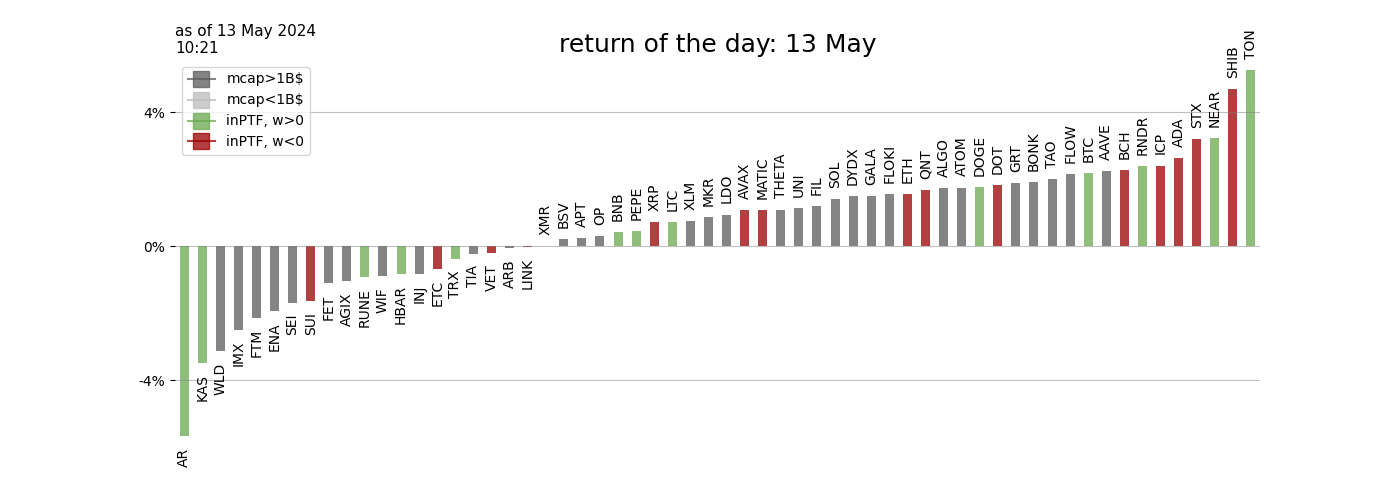 as of 13 May 2024
10:21
return of the day: 13 May
mcap>1B$
mcap<1B$
inPTF, w>0
inPTF, w<0
4%
0%
-4%
AR
KAS
WLD
IMX
FTM
ENA
SEI
SUI
FET
AGIX
RUNE
WIF
HBAR
INJ
ETC
TRX
TIA
VET
ARB
LINK
XMR
BSV
APT
OP
BNB
PEPE
XRP
LTC
XLM
MKR
LDO
AVAX
MATIC
THETA
UNI
FIL
SOL
DYDX
GALA
FLOKI
ETH
QNT
ALGO
ATOM
DOGE
DOT
GRT
BONK
TAO
FLOW
BTC
AAVE
BCH
RNDR
ICP
ADA
STX
NEAR
SHIB
TON